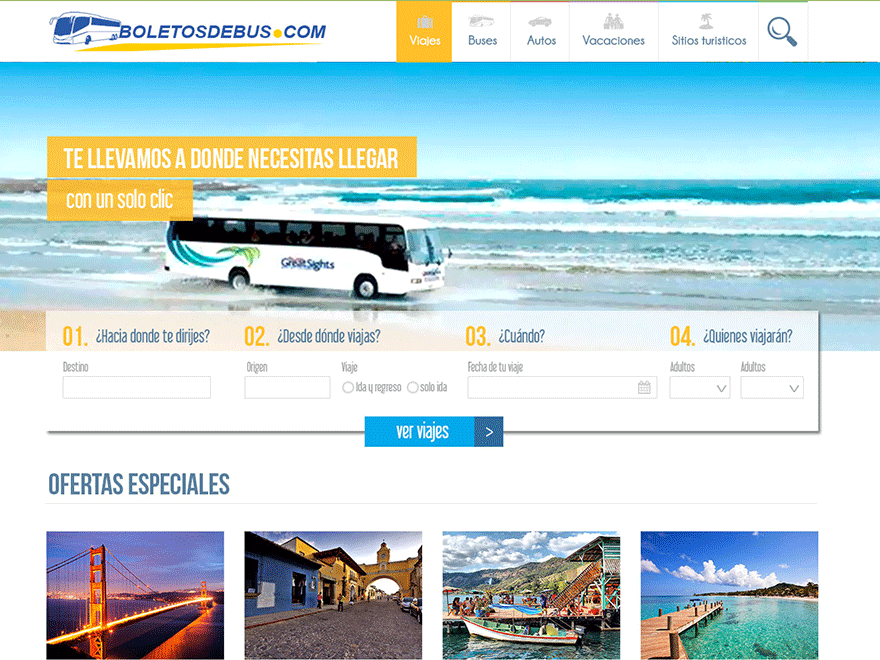 BOLETOSDEBUS.COM
Viajes
Buses
Autos
Vacaciones
Sitios turisticos
TE LLEVAMOS A DONDE NECESITAS LLEGAR
con un solo clic
GreatSights
01. ¿Hacia donde te dirijes?
02. ¿Desde dónde viajas?
03. ¿Cuándo?
04. ¿Quienes viajarán?
Destino
Origen
Viaje
Fecha de tu viaje
Adultos
Adultos
Ida y regreso
solo ida
ver viajes >
OFERTAS ESPECIALES